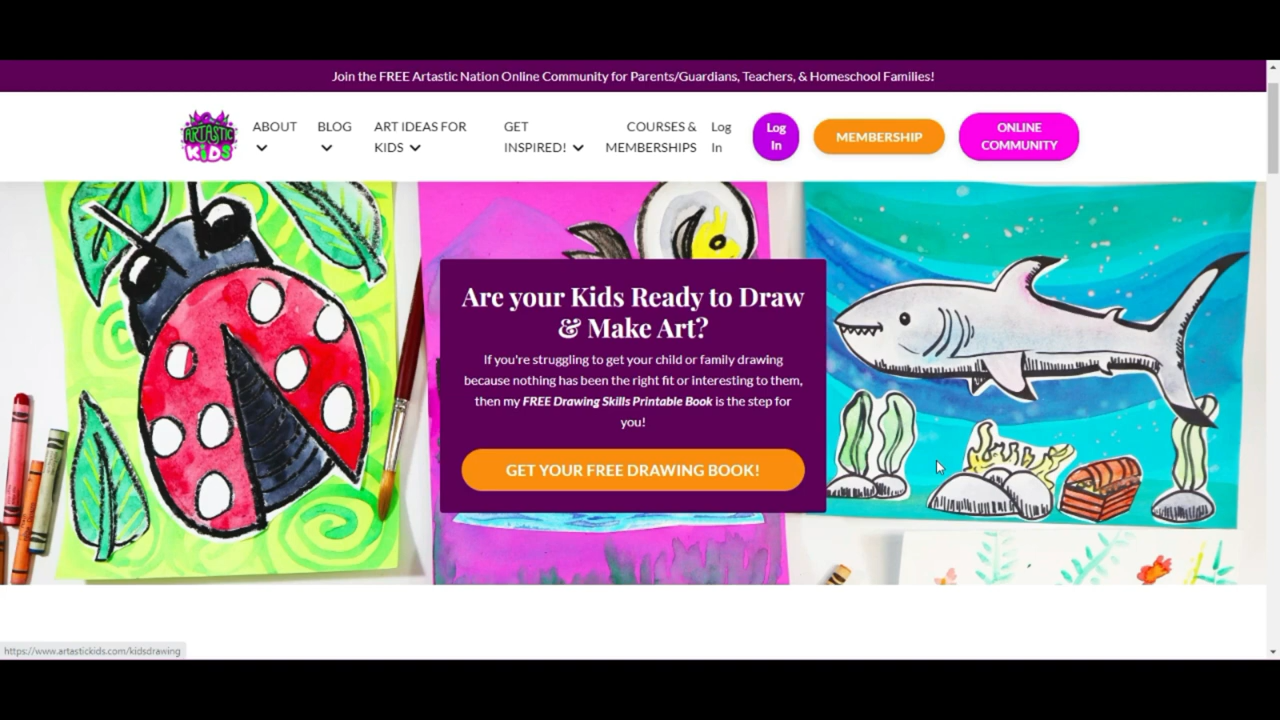 Join the FREE Artastic Nation Online Community for Parents/Guardians, Teachers, & Homeschool Families!
ARTASTIC
KiDS
ABOUT
BLOG
ART IDEAS FOR
KIDS
GET
INSPIRED!
COURSES &
MEMBERSHIPS
Log
In
Log
In
MEMBERSHIP
ONLINE
COMMUNITY
Are your Kids Ready to Draw
& Make Art?
If you're struggling to get your child or family drawing
because nothing has been the right fit or interesting to them,
then my FREE Drawing Skills Printable Book is the step for
you!
GET YOUR FREE DRAWING BOOK!
https://www.artastickids.com/kidsdrawing